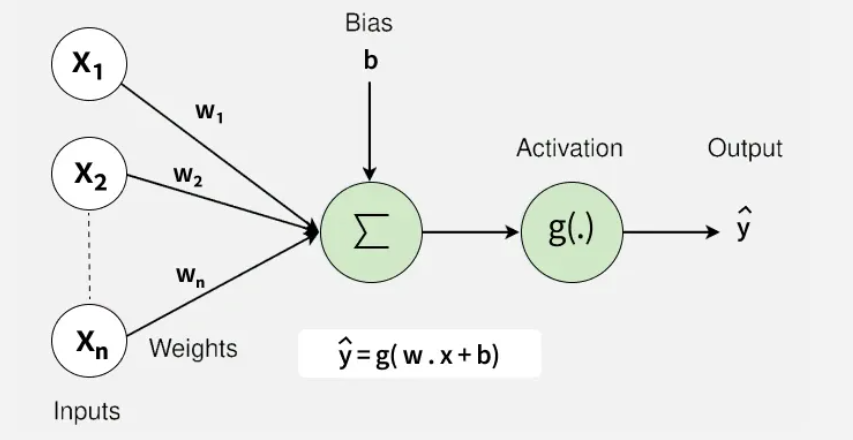 Bias
b
X₁
w₁
X₂
w₂
Activation
Output
Σ
g(.)
ŷ
wₙ
Xₙ
Weights
ŷ = g( w . x + b)
Inputs